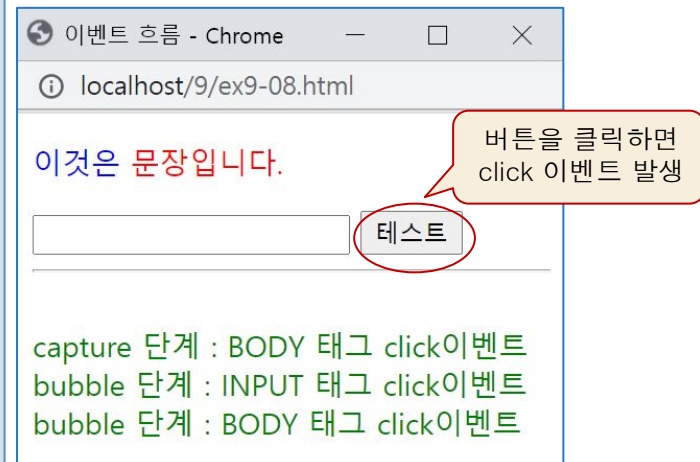 이벤트 흐름 - Chrome
localhost/9/ex9-08.html
버튼을 클릭하면
click 이벤트 발생
이것은 문장입니다.
테스트
capture 단계 : BODY 태그 click이벤트
bubble 단계 : INPUT 태그 click이벤트
bubble 단계 : BODY 태그 click이벤트